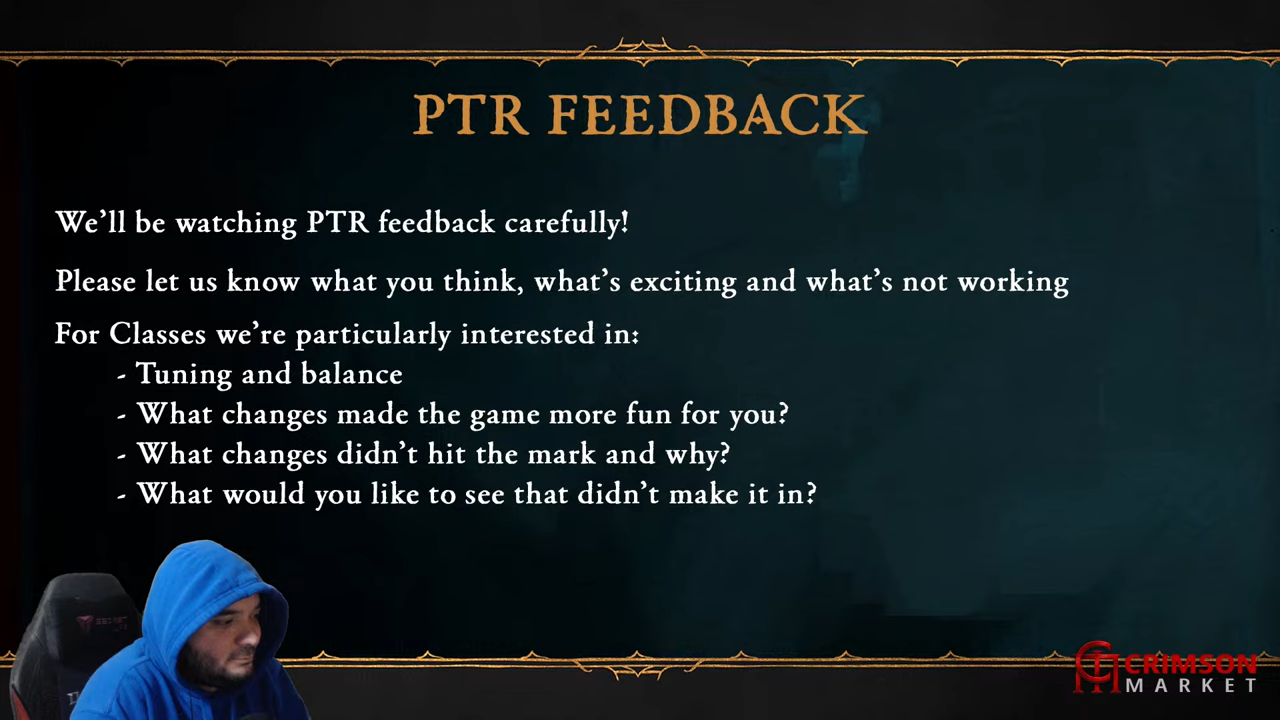 PTR FEEDBACK
We'll be watching PTR feedback carefully!
Please let us know what you think, what's exciting and what's not working
For Classes we're particularly interested in:
- Tuning and balance
- What changes made the game more fun for you?
- What changes didn't hit the mark and why?
- What would you like to see that didn't make it in?
CRIMSON
MARKET